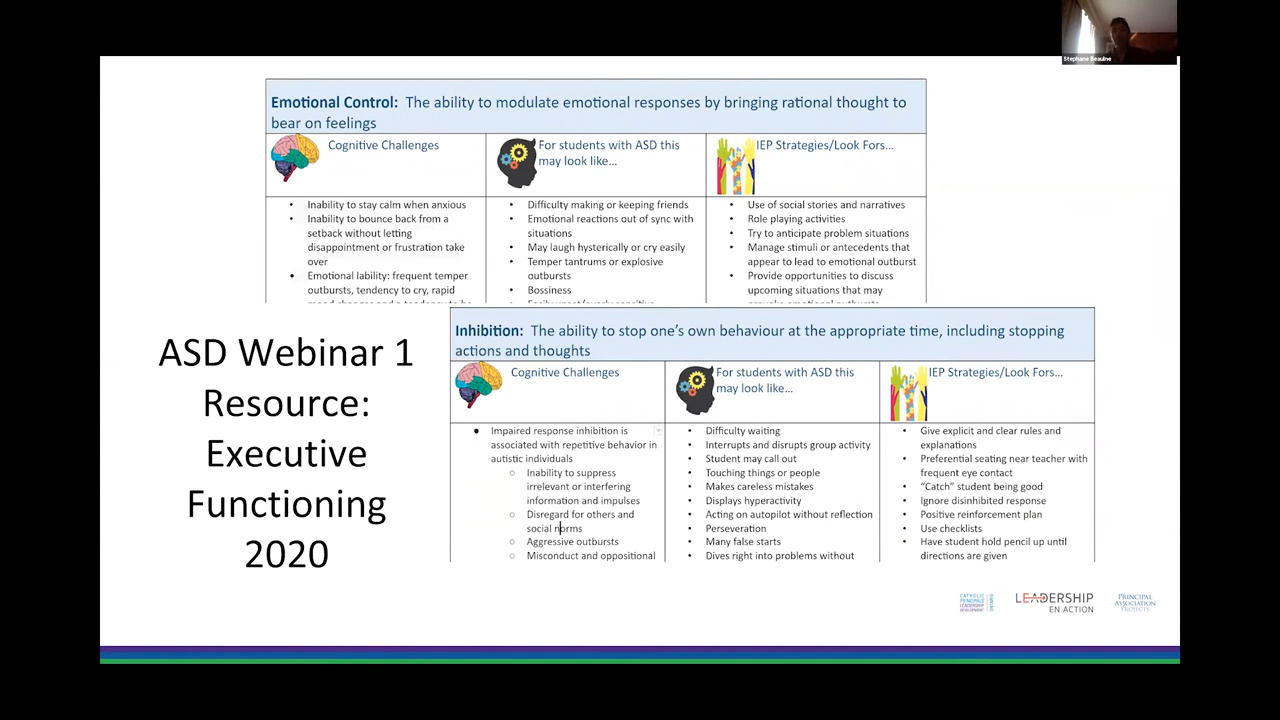 Stephane Beaulne
Emotional Control: The ability to modulate emotional responses by bringing rational thought to
bear on feelings
Cognitive Challenges
For students with ASD this
may look like...
IEP Strategies/Look Fors...
• Inability to stay calm when anxious
• Inability to bounce back from a
setback without letting
disappointment or frustration take
over
• Emotional lability: frequent temper
outbursts, tendency to cry, rapid
• Difficulty making or keeping friends
• Emotional reactions out of sync with
situations
• May laugh hysterically or cry easily
• Temper tantrums or explosive
outbursts
• Bossiness
• Use of social stories and narratives
• Role playing activities
• Try to anticipate problem situations
• Manage stimuli or antecedents that
appear to lead to emotional outburst
• Provide opportunities to discuss
upcoming situations that may
ASD Webinar 1
Resource:
Executive
Functioning
2020
Inhibition: The ability to stop one's own behaviour at the appropriate time, including stopping
actions and thoughts
Cognitive Challenges
For students with ASD this
may look like...
IEP Strategies/Look Fors...
• Impaired response inhibition is
associated with repetitive behavior in
autistic individuals
○ Inability to suppress
irrelevant or interfering
information and impulses
○ Disregard for others and
social norms
○ Aggressive outbursts
○ Misconduct and oppositional
• Difficulty waiting
• Interrupts and disrupts group activity
• Student may call out
• Touching things or people
• Makes careless mistakes
• Displays hyperactivity
• Acting on autopilot without reflection
• Perseveration
• Many false starts
• Dives right into problems without
• Give explicit and clear rules and
explanations
• Preferential seating near teacher with
frequent eye contact
• “Catch” student being good
• Ignore disinhibited response
• Positive reinforcement plan
• Use checklists
• Have student hold pencil up until
directions are given
CATHOLIC
PRINCIPALS
LEADERSHIP
DEVELOPMENT
ONTARIO
LEADERSHIP
EN ACTION
PRINCIPAL
ASSOCIATION
PROJECTS